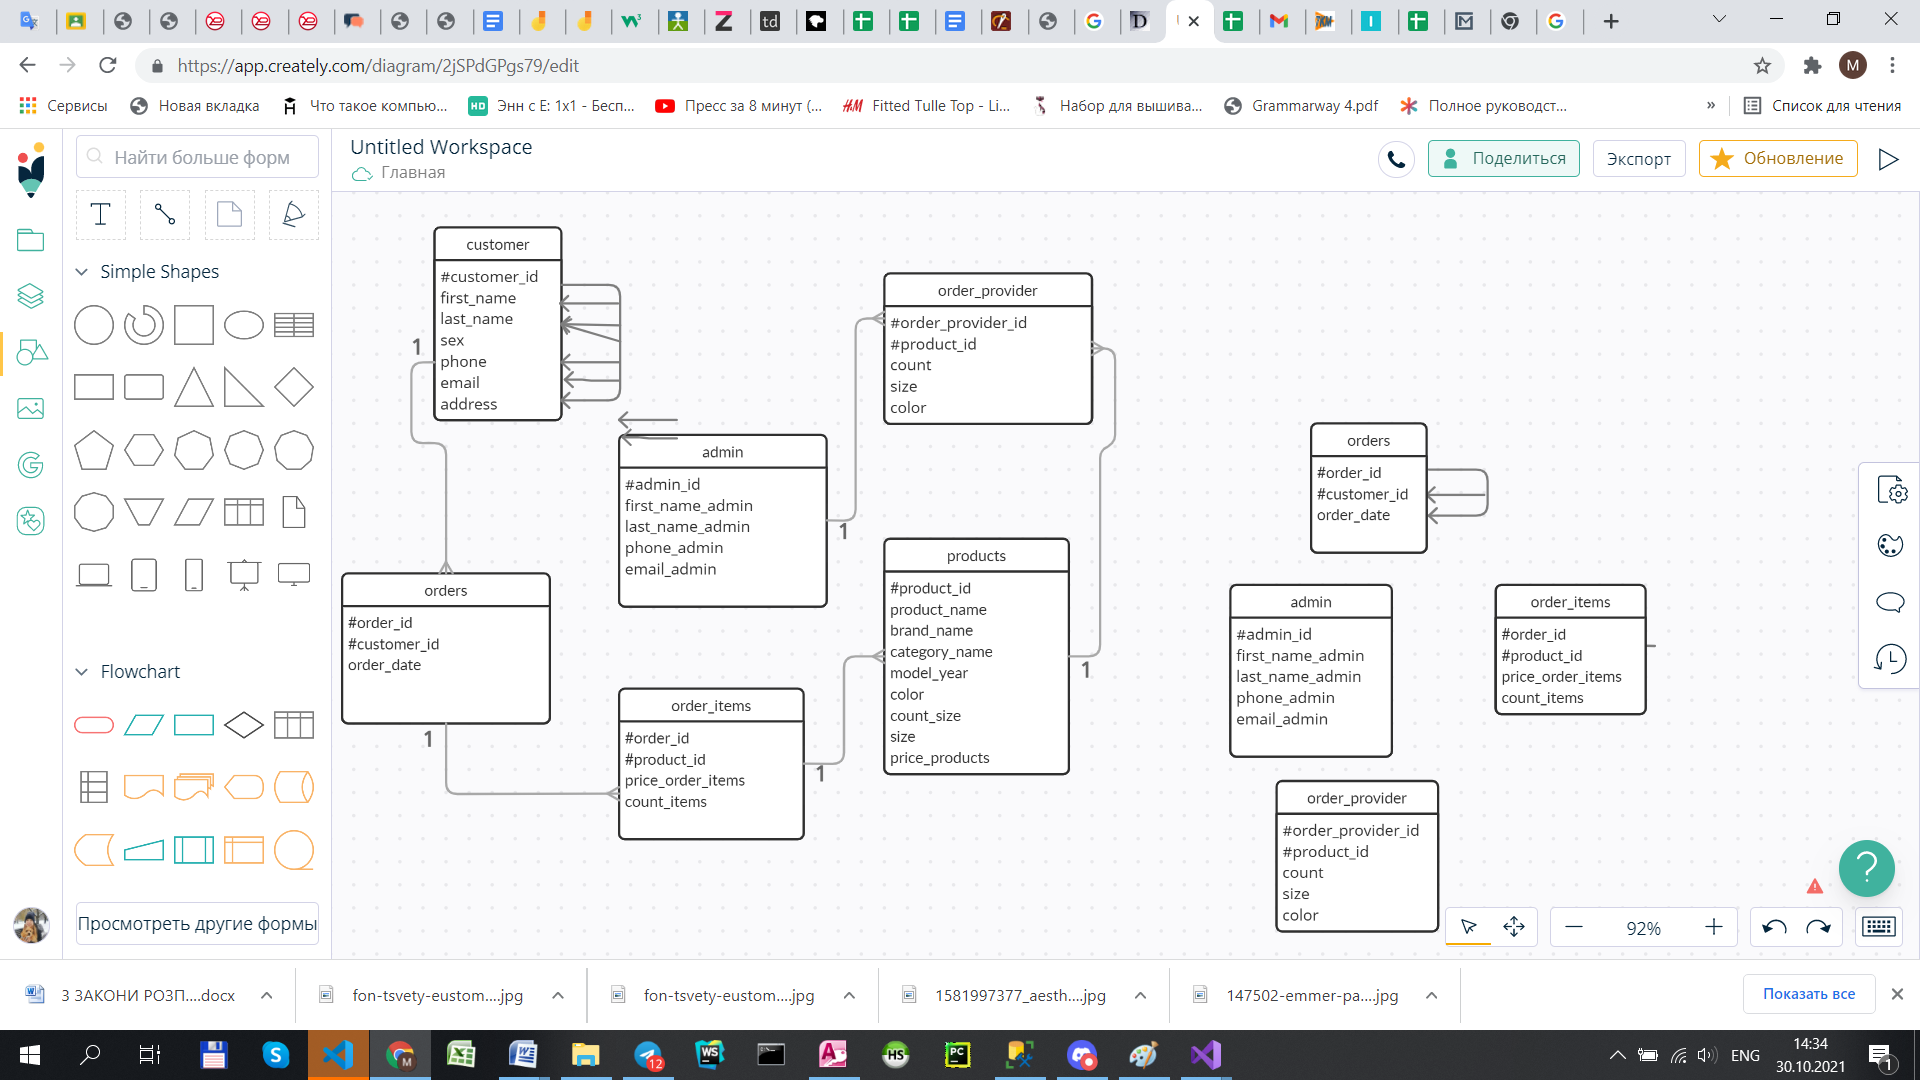 https://app.creately.com/diagram/2jSPdGPgs79/edit
M
Сервисы
Новая вкладка
Что такое компью...
HD
Энн с Е: 1x1 - Бесп...
Пресс за 8 минут (...
H&M
Fitted Tulle Top - Li...
Набор для вышива...
Grammarway 4.pdf
Полное руководст...
»
Список для чтения
Найти больше форм
Untitled Workspace
Главная
Поделиться
Экспорт
Обновление
T
Simple Shapes
Flowchart
Просмотреть другие формы
customer
#customer_id
first_name
last_name
sex
phone
email
address
1
order_provider
#order_provider_id
#product_id
count
size
color
admin
#admin_id
first_name_admin
last_name_admin
phone_admin
email_admin
1
orders
#order_id
#customer_id
order_date
products
#product_id
product_name
brand_name
category_name
model_year
color
count_size
size
price_products
1
orders
#order_id
#customer_id
order_date
1
order_items
#order_id
#product_id
price_order_items
count_items
1
admin
#admin_id
first_name_admin
last_name_admin
phone_admin
email_admin
order_items
#order_id
#product_id
price_order_items
count_items
order_provider
#order_provider_id
#product_id
count
size
color
?
92%
3 ЗАКОНИ РОЗП....docx
fon-tsvety-eustom....jpg
fon-tsvety-eustom....jpg
1581997377_aesth....jpg
147502-emmer-pa....jpg
Показать все
12
WS
HS
PC
ENG
14:34
30.10.2021
1